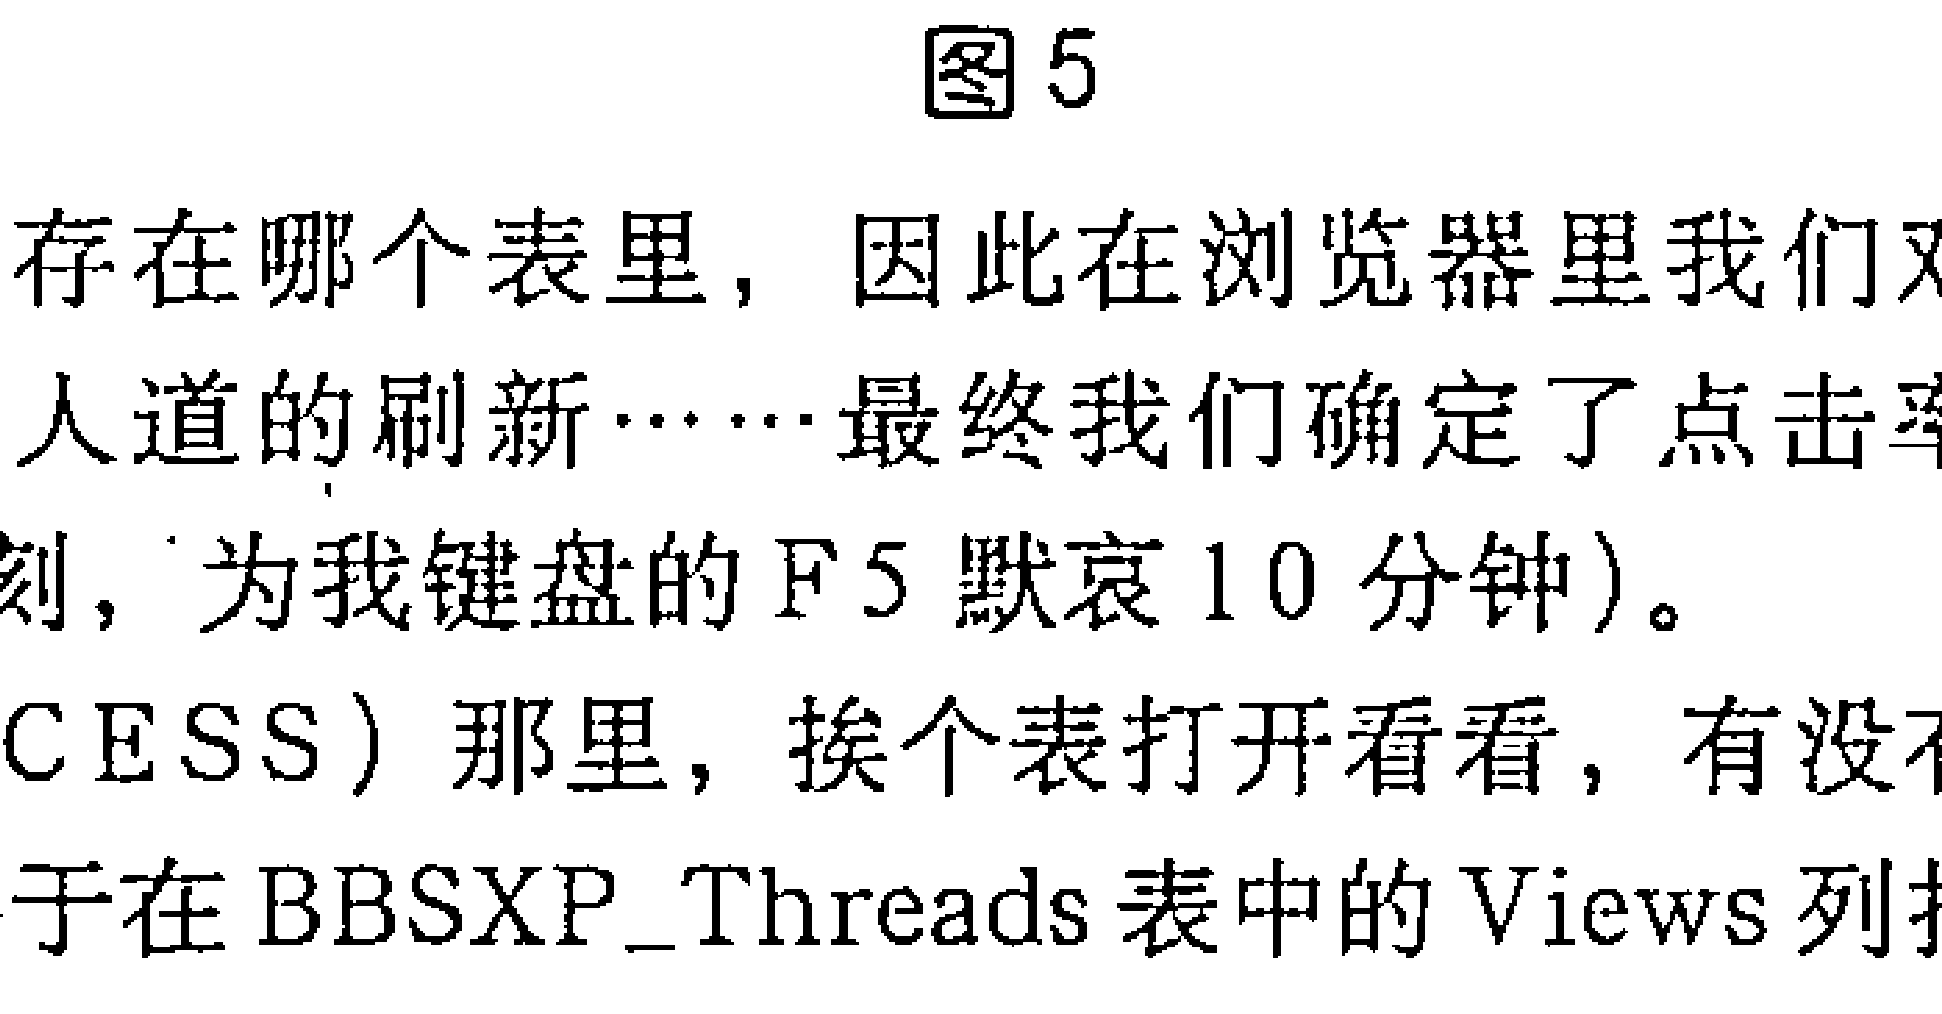 图5
存在哪个表里，因此在浏览器里我们对
人道的刷新……最终我们确定了点击率
刻，为我键盘的F5默哀10分钟）。
CESS）那里，挨个表打开看看，有没有
于在BBSXP_Threads表中的Views列找